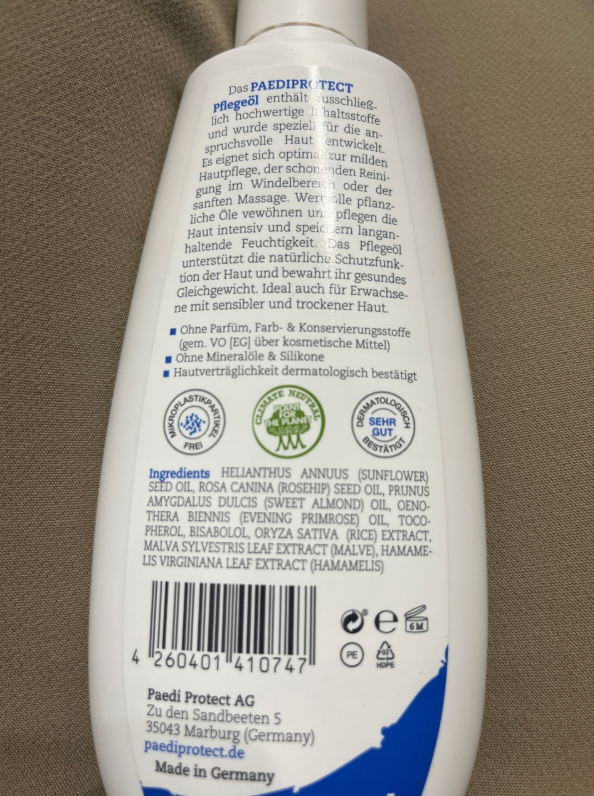 Das PAEDIPROTECT
Pflegeöl enthält ausschließ-
lich hochwertige Inhaltsstoffe
und wurde speziell für die an-
spruchsvolle Haut entwickelt.
Es eignet sich optimal zur milden
Hautpflege, der schonenden Reini-
gung im Windelbereich oder der
sanften Massage. Wertvolle pflanz-
liche Öle vewöhnen und pflegen die
Haut intensiv und speichern langan-
haltende Feuchtigkeit. Das Pflegeöl
unterstützt die natürliche Schutzfunk-
tion der Haut und bewahrt ihr gesundes
Gleichgewicht. Ideal auch für Erwachse-
ne mit sensibler und trockener Haut.
Ohne Parfüm, Farb- & Konservierungsstoffe
(gem. VO [EG] über kosmetische Mittel)
Ohne Mineralöle & Silikone
Hautverträglichkeit dermatologisch bestätigt
MIKROPLASTIKPARTIKEL
FREI
CLIMATE NEUTRAL
PLANT
FOR
THE PLANET
DERMATOLOGISCH
SEHR
GUT
BESTÄTIGT
Ingredients HELIANTHUS ANNUUS (SUNFLOWER)
SEED OIL, ROSA CANINA (ROSEHIP) SEED OIL, PRUNUS
AMYGDALUS DULCIS (SWEET ALMOND) OIL, OENO-
THERA BIENNIS (EVENING PRIMROSE) OIL, TOCO-
PHEROL, BISABOLOL, ORYZA SATIVA (RICE) EXTRACT,
MALVA SYLVESTRIS LEAF EXTRACT (MALVE), HAMAME-
LIS VIRGINIANA LEAF EXTRACT (HAMAMELIS)
4 260401 410747
e
6 M
PE
02
HDPE
Paedi Protect AG
Zu den Sandbeeten 5
35043 Marburg (Germany)
paediprotect.de
Made in Germany